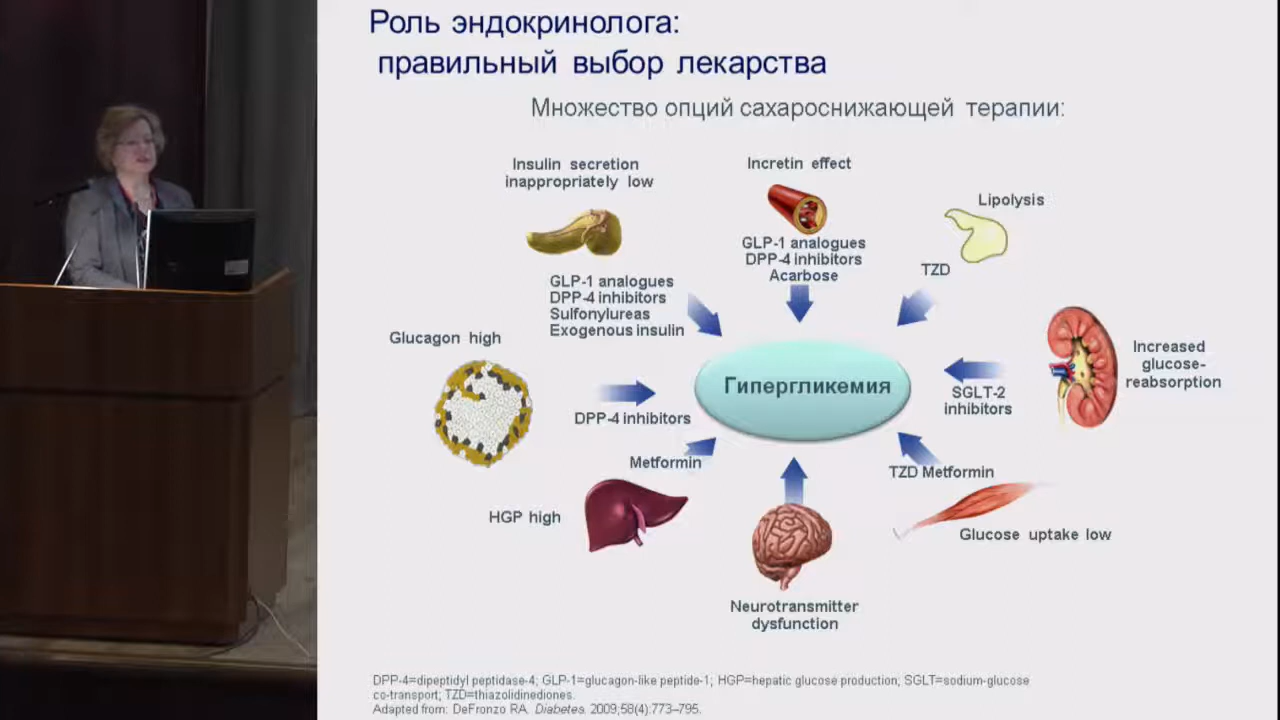 Роль эндокринолога:
правильный выбор лекарства
Множество опций сахароснижающей терапии:
Insulin secretion
inappropriately low
Incretin effect
Lipolysis
GLP-1 analogues
DPP-4 inhibitors
Acarbose
TZD
GLP-1 analogues
DPP-4 inhibitors
Sulfonylureas
Exogenous insulin
Glucagon high
Increased
glucose-
reabsorption
Гипергликемия
SGLT-2
inhibitors
DPP-4 inhibitors
Metformin
TZD Metformin
HGP high
Glucose uptake low
Neurotransmitter
dysfunction
DPP-4=dipeptidyl peptidase-4; GLP-1=glucagon-like peptide-1; HGP=hepatic glucose production; SGLT=sodium-glucose
co-transport; TZD=thiazolidinediones.
Adapted from: DeFronzo RA. Diabetes. 2009;58(4):773–795.